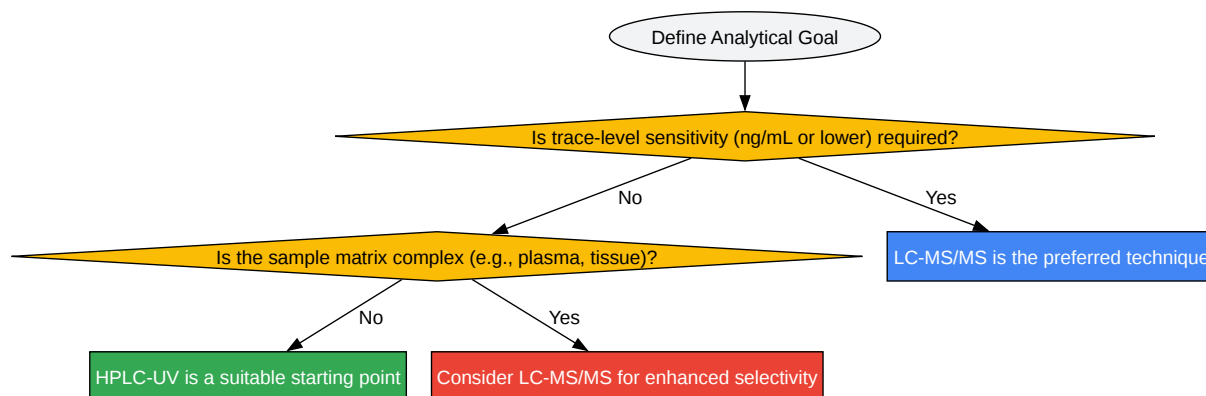 Define Analytical Goal
Is trace-level sensitivity (ng/mL or lower) required?
No
Yes
Is the sample matrix complex (e.g., plasma, tissue)?
LC-MS/MS is the preferred technique
No
Yes
HPLC-UV is a suitable starting point
Consider LC-MS/MS for enhanced selectivity